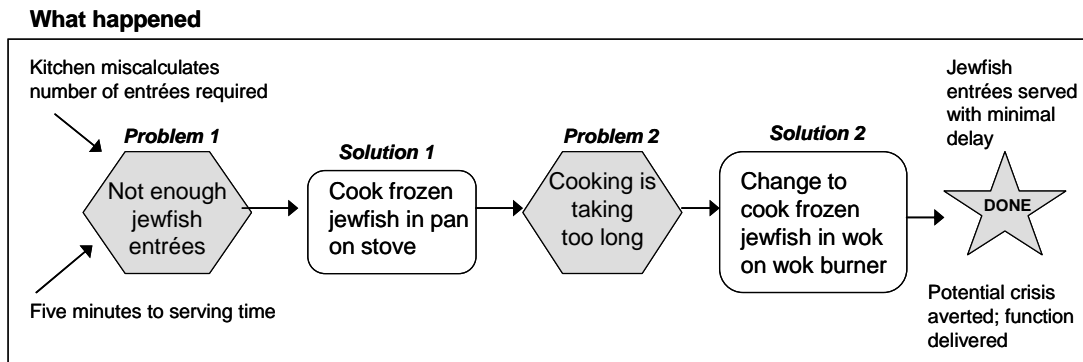 What happened
Kitchen miscalculates
number of entrées required
Problem 1
Not enough
jewfish
entrées
Five minutes to serving time
Solution 1
Cook frozen
jewfish in pan
on stove
Problem 2
Cooking is
taking
too long
Solution 2
Change to
cook frozen
jewfish in wok
on wok burner
Jewfish
entrées served
with minimal
delay
DONE
Potential crisis
averted; function
delivered